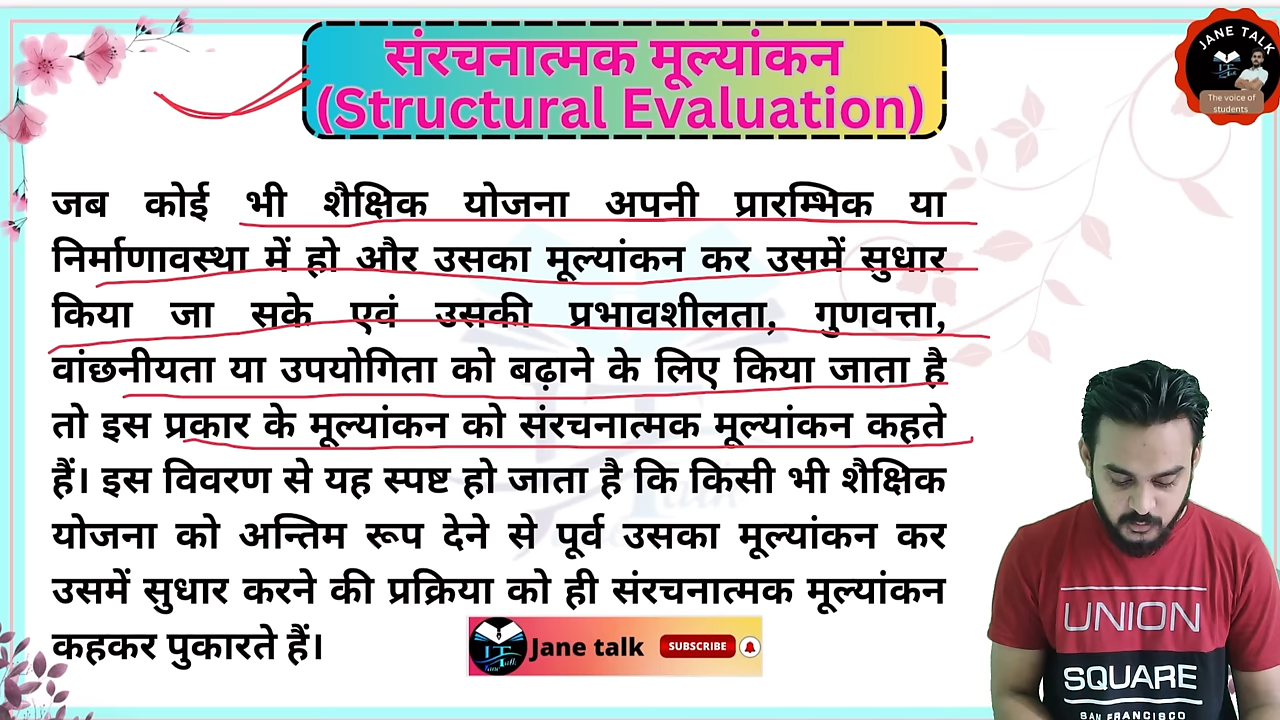 संरचनात्मक मूल्यांकन
(Structural Evaluation)
JANE TALK
The voice of
students
जब कोई भी शैक्षिक योजना अपनी प्रारम्भिक या
निर्माणावस्था में हो और उसका मूल्यांकन कर उसमें सुधार
किया जा सके एवं उसकी प्रभावशीलता, गुणवत्ता,
वांछनीयता या उपयोगिता को बढ़ाने के लिए किया जाता है
तो इस प्रकार के मूल्यांकन को संरचनात्मक मूल्यांकन कहते
हैं। इस विवरण से यह स्पष्ट हो जाता है कि किसी भी शैक्षिक
योजना को अन्तिम रूप देने से पूर्व उसका मूल्यांकन कर
उसमें सुधार करने की प्रक्रिया को ही संरचनात्मक मूल्यांकन
कहकर पुकारते हैं।
Jane talk
SUBSCRIBE
UNION
SQUARE
SAN FRANCISCO